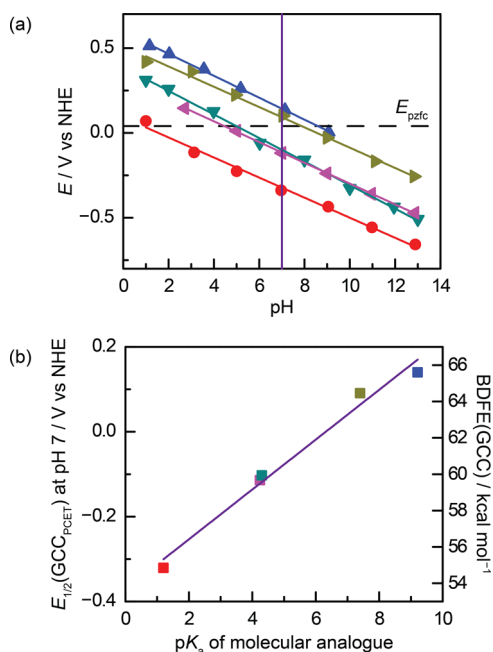 (a)
E / V vs NHE
0.5
0.0
−0.5
E_pzfc
0 2 4 6 8 10 12 14
pH
(b)
E₁/₂(GCC_PCET) at pH 7 / V vs NHE
0.2
0.0
−0.2
−0.4
66
64
62
60
58
56
54
BDFE(GCC) / kcal mol⁻¹
0 2 4 6 8 10
pKₐ of molecular analogue